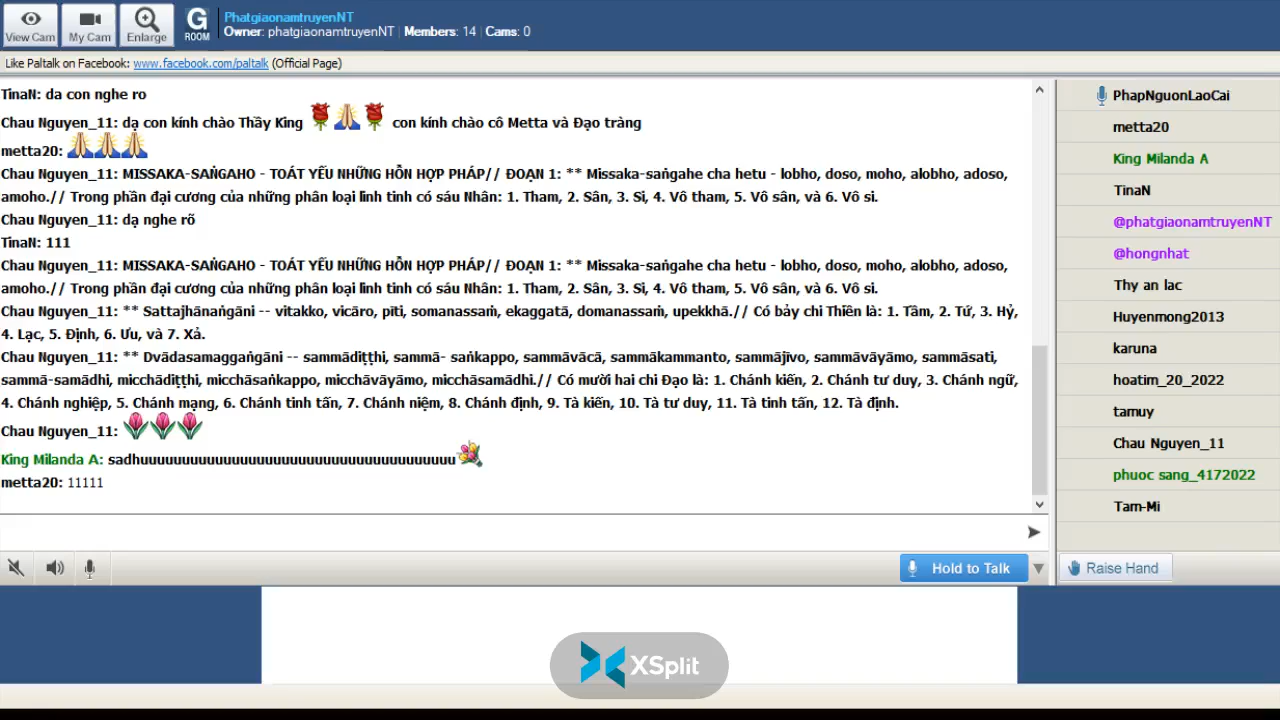 View Cam
My Cam
Enlarge
G
ROOM
PhatgiaonamtruyenNT
Owner: phatgiaonamtruyenNT | Members: 14 | Cams: 0
Like Paltalk on Facebook: www.facebook.com/paltalk (Official Page)
TinaN: da con nghe ro
Chau Nguyen_11: dạ con kính chào Thầy King con kính chào cô Metta và Đạo tràng
metta20:
Chau Nguyen_11: MISSAKA-SAṄGAHO - TOÁT YẾU NHỮNG HỖN HỢP PHÁP// ĐOẠN 1: ** Missaka-saṅgahe cha hetu - lobho, doso, moho, alobho, adoso,
amoho.// Trong phần đại cương của những phân loại linh tinh có sáu Nhân: 1. Tham, 2. Sân, 3. Si, 4. Vô tham, 5. Vô sân, và 6. Vô si.
Chau Nguyen_11: dạ nghe rõ
TinaN: 111
Chau Nguyen_11: MISSAKA-SAṄGAHO - TOÁT YẾU NHỮNG HỖN HỢP PHÁP// ĐOẠN 1: ** Missaka-saṅgahe cha hetu - lobho, doso, moho, alobho, adoso,
amoho.// Trong phần đại cương của những phân loại linh tinh có sáu Nhân: 1. Tham, 2. Sân, 3. Si, 4. Vô tham, 5. Vô sân, và 6. Vô si.
Chau Nguyen_11: ** Sattajhānaṅgāni -- vitakko, vicāro, pīti, somanassaṁ, ekaggatā, domanassaṁ, upekkhā.// Có bảy chi Thiền là: 1. Tầm, 2. Tứ, 3. Hỷ,
4. Lạc, 5. Định, 6. Ưu, và 7. Xả.
Chau Nguyen_11: ** Dvādasamaggaṅgāni -- sammādiṭṭhi, sammā- saṅkappo, sammāvācā, sammākammanto, sammājīvo, sammāvāyāmo, sammāsati,
sammā-samādhi, micchādiṭṭhi, micchāsaṅkappo, micchāvāyāmo, micchāsamādhi.// Có mười hai chi Đạo là: 1. Chánh kiến, 2. Chánh tư duy, 3. Chánh ngữ,
4. Chánh nghiệp, 5. Chánh mạng, 6. Chánh tinh tấn, 7. Chánh niệm, 8. Chánh định, 9. Tà kiến, 10. Tà tư duy, 11. Tà tinh tấn, 12. Tà định.
Chau Nguyen_11:
King Milanda A: sadhuuuuuuuuuuuuuuuuuuuuuuuuuuuuuuuuuu
metta20: 11111
Hold to Talk
PhapNguonLaoCai
metta20
King Milanda A
TinaN
@phatgiaonamtruyenNT
@hongnhat
Thy an lac
Huyenmong2013
karuna
hoatim_20_2022
tamuy
Chau Nguyen_11
phuoc sang_4172022
Tam-Mi
Raise Hand
XSplit